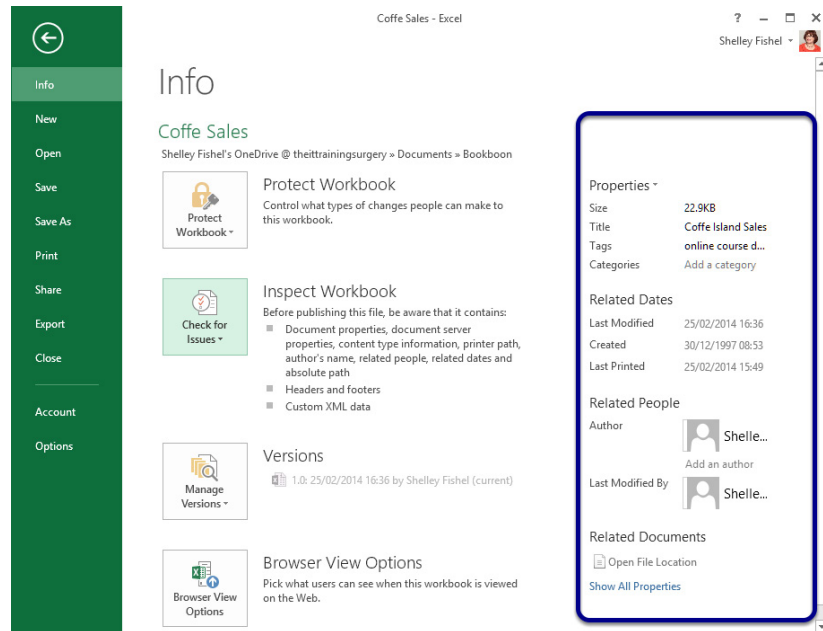 Coffe Sales - Excel
? – □ ×
Shelley Fishel
Info
New
Open
Save
Save As
Print
Share
Export
Close
Account
Options
Info
Coffe Sales
Shelley Fishel's OneDrive @ theittrainingsurgery » Documents » Bookboon
Protect
Workbook
Protect Workbook
Control what types of changes people can make to
this workbook.
Check for
Issues
Inspect Workbook
Before publishing this file, be aware that it contains:
Document properties, document server
properties, content type information, printer path,
author's name, related people, related dates and
absolute path
Headers and footers
Custom XML data
Manage
Versions
Versions
1.0: 25/02/2014 16:36 by Shelley Fishel (current)
Browser View
Options
Browser View Options
Pick what users can see when this workbook is viewed
on the Web.
Properties
Size 22.9KB
Title Coffe Island Sales
Tags online course d...
Categories Add a category
Related Dates
Last Modified 25/02/2014 16:36
Created 30/12/1997 08:53
Last Printed 25/02/2014 15:49
Related People
Author Shelle...
Add an author
Last Modified By Shelle...
Related Documents
Open File Location
Show All Properties